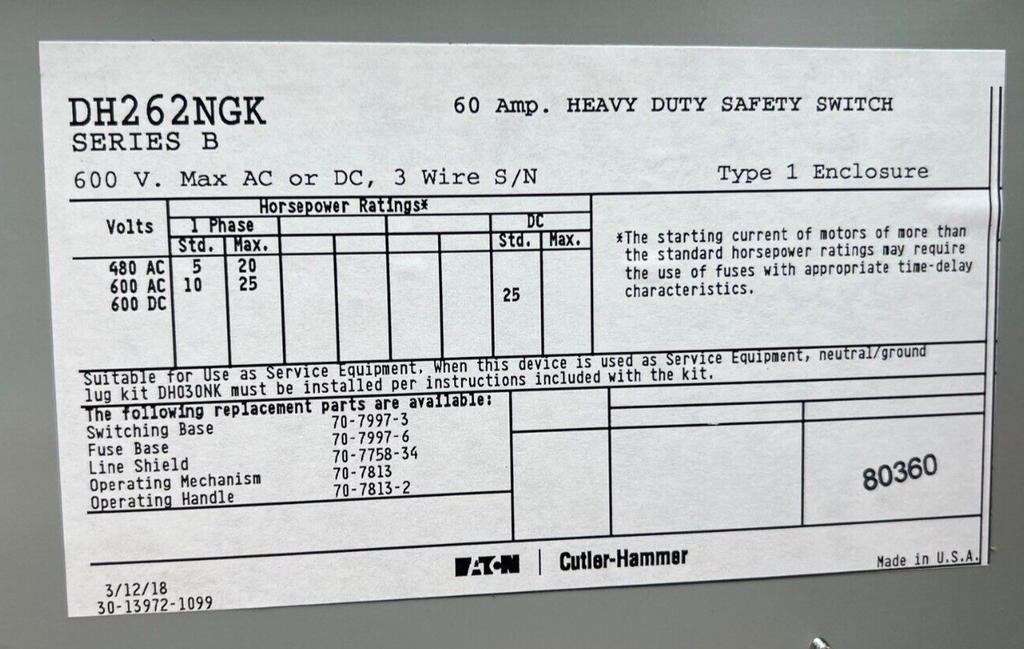 DH262NGK
SERIES B
60 Amp. HEAVY DUTY SAFETY SWITCH
600 V. Max AC or DC, 3 Wire S/N
Type 1 Enclosure
Horsepower Ratings*
Volts 1 Phase DC
Std. Max. Std. Max.
480 AC 5 20
600 AC 10 25
600 DC 25
*The starting current of motors of more than
the standard horsepower ratings may require
the use of fuses with appropriate time-delay
characteristics.
Suitable for Use as Service Equipment. When this device is used as Service Equipment, neutral/ground
lug kit DH030NK must be installed per instructions included with the kit.
The following replacement parts are available:
Switching Base 70-7997-3
Fuse Base 70-7997-6
Line Shield 70-7758-34
Operating Mechanism 70-7813
Operating Handle 70-7813-2
80360
EATON | Cutler-Hammer
Made in U.S.A.
3/12/18
30-13972-1099